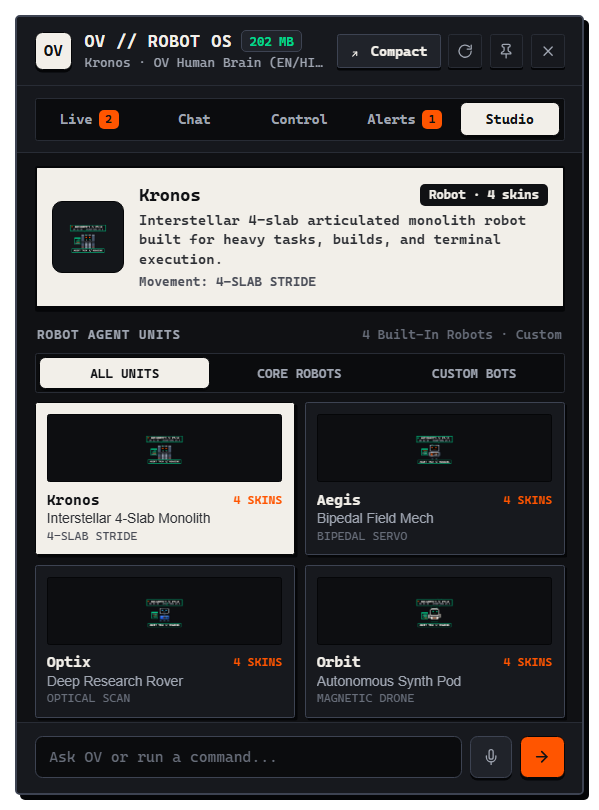 OV
OV // ROBOT OS 202 MB
Kronos · OV Human Brain (EN/HI…
Compact
Live 2 Chat Control Alerts 1 Studio
Kronos
Robot · 4 skins
Interstellar 4-slab articulated monolith robot
built for heavy tasks, builds, and terminal
execution.
Movement: 4-SLAB STRIDE
ROBOT AGENT UNITS
4 Built-In Robots · Custom
ALL UNITS CORE ROBOTS CUSTOM BOTS
Kronos 4 SKINS
Interstellar 4-Slab Monolith
4-SLAB STRIDE
Aegis 4 SKINS
Bipedal Field Mech
BIPEDAL SERVO
Optix 4 SKINS
Deep Research Rover
OPTICAL SCAN
Orbit 4 SKINS
Autonomous Synth Pod
MAGNETIC DRONE
Ask OV or run a command...